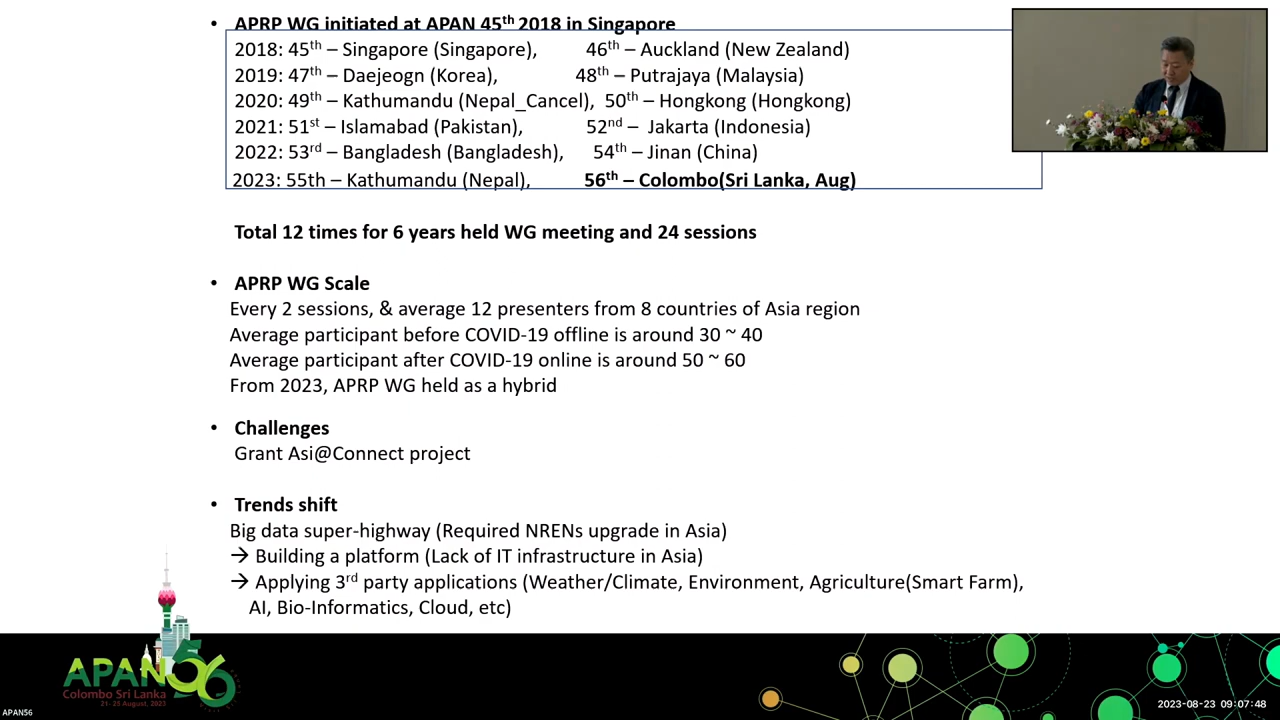 • APRP WG initiated at APAN 45th 2018 in Singapore
2018: 45th – Singapore (Singapore), 46th – Auckland (New Zealand)
2019: 47th – Daejeogn (Korea), 48th – Putrajaya (Malaysia)
2020: 49th – Kathumandu (Nepal_Cancel), 50th – Hongkong (Hongkong)
2021: 51st – Islamabad (Pakistan), 52nd – Jakarta (Indonesia)
2022: 53rd – Bangladesh (Bangladesh), 54th – Jinan (China)
2023: 55th – Kathumandu (Nepal), 56th – Colombo(Sri Lanka, Aug)
Total 12 times for 6 years held WG meeting and 24 sessions
• APRP WG Scale
Every 2 sessions, & average 12 presenters from 8 countries of Asia region
Average participant before COVID-19 offline is around 30 ~ 40
Average participant after COVID-19 online is around 50 ~ 60
From 2023, APRP WG held as a hybrid
• Challenges
Grant Asi@Connect project
• Trends shift
Big data super-highway (Required NRENs upgrade in Asia)
→ Building a platform (Lack of IT infrastructure in Asia)
→ Applying 3rd party applications (Weather/Climate, Environment, Agriculture(Smart Farm),
AI, Bio-Informatics, Cloud, etc)
APAN56
Colombo Sri Lanka
21- 25 August, 2023
2023-08-23 09:07:48
APAN56